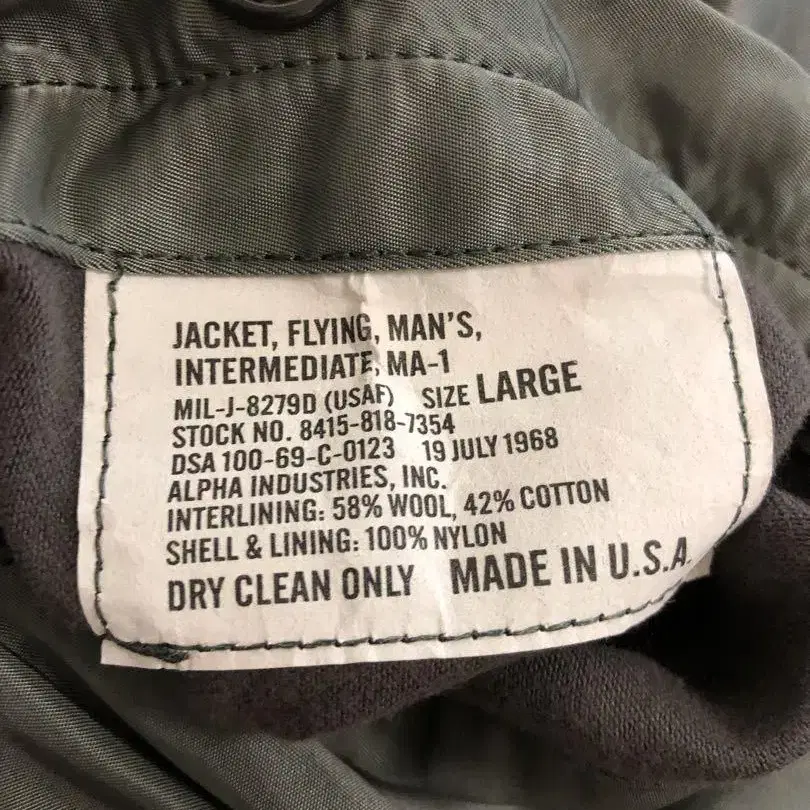 JACKET, FLYING, MAN'S,
INTERMEDIATE, MA-1
MIL-J-8279D (USAF) SIZE LARGE
STOCK NO. 8415-818-7354
DSA 100-69-C-0123 19 JULY 1968
ALPHA INDUSTRIES, INC.
INTERLINING: 58% WOOL, 42% COTTON
SHELL & LINING: 100% NYLON
DRY CLEAN ONLY MADE IN U.S.A.